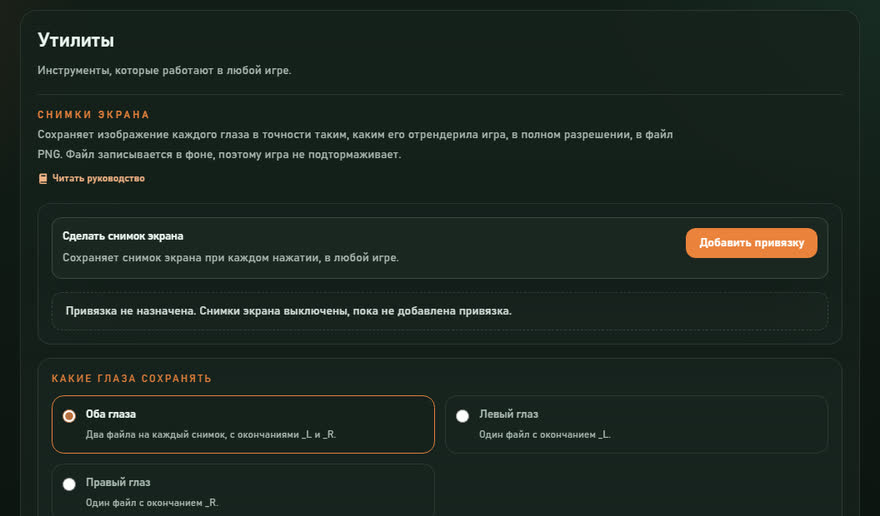 Утилиты
Инструменты, которые работают в любой игре.
СНИМКИ ЭКРАНА
Сохраняет изображение каждого глаза в точности таким, каким его отрендерила игра, в полном разрешении, в файл
PNG. Файл записывается в фоне, поэтому игра не подтормаживает.
Читать руководство
Сделать снимок экрана
Сохраняет снимок экрана при каждом нажатии, в любой игре.
Добавить привязку
Привязка не назначена. Снимки экрана выключены, пока не добавлена привязка.
КАКИЕ ГЛАЗА СОХРАНЯТЬ
Оба глаза
Два файла на каждый снимок, с окончаниями _L и _R.
Левый глаз
Один файл с окончанием _L.
Правый глаз
Один файл с окончанием _R.